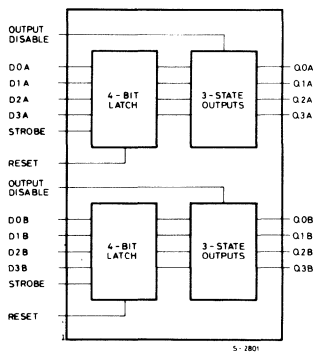 OUTPUT
DISABLE
D0A
D1A
D2A
D3A
STROBE
RESET
4-BIT
LATCH
3-STATE
OUTPUTS
Q0A
Q1A
Q2A
Q3A
OUTPUT
DISABLE
D0B
D1B
D2B
D3B
STROBE
RESET
4-BIT
LATCH
3-STATE
OUTPUTS
Q0B
Q1B
Q2B
Q3B
S-2801